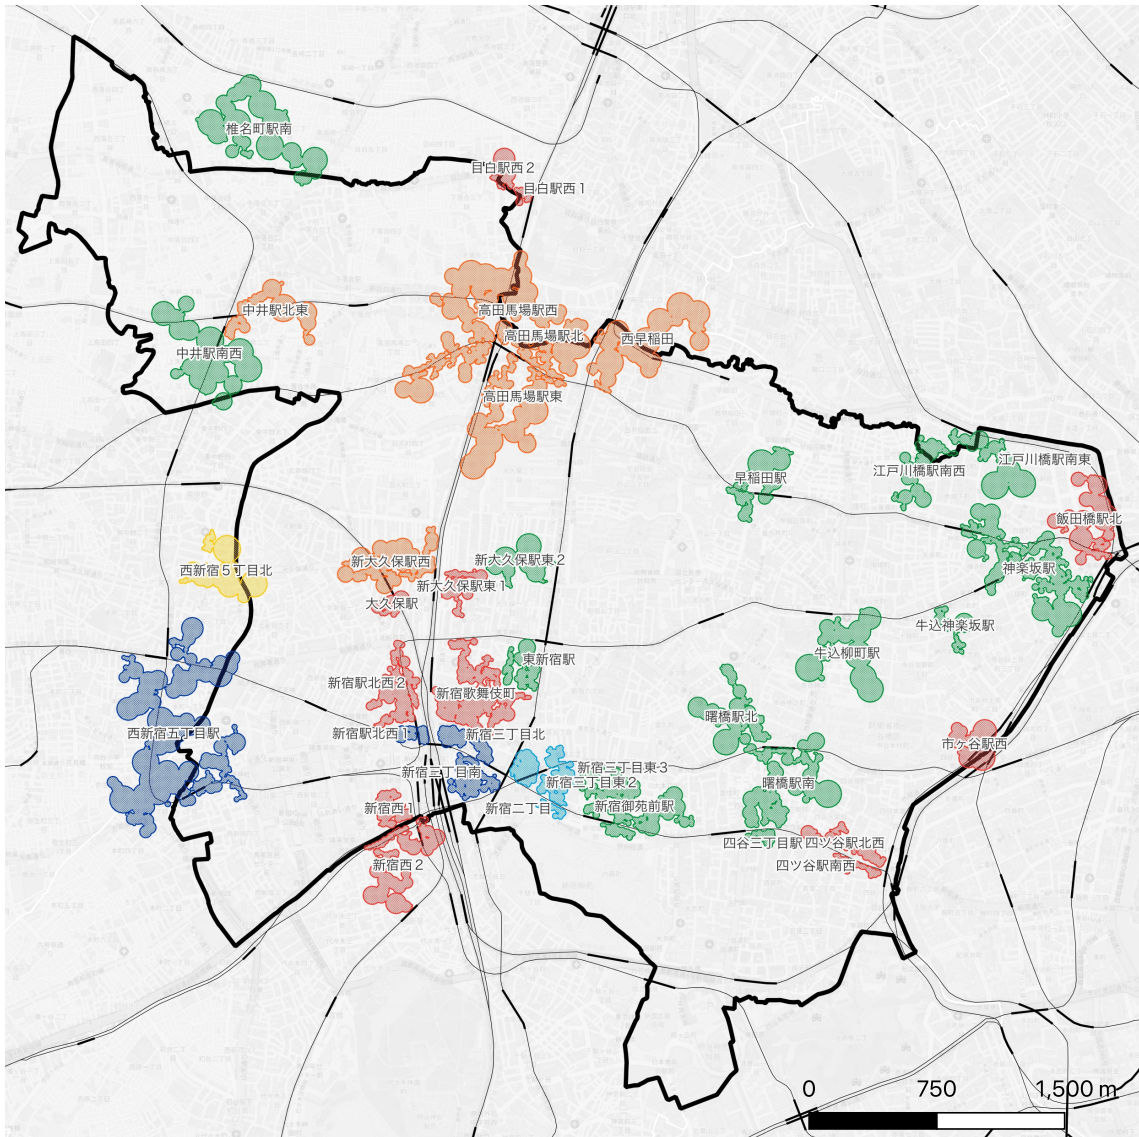 椎名町駅南
目白駅西２
目白駅西１
中井駅北東
高田馬場駅西
高田馬場駅北
西早稲田
中井駅南西
高田馬場駅東
江戸川橋駅南東
江戸川橋駅南西
早稲田駅
飯田橋駅北
新大久保駅西
新大久保駅東２
西新宿５丁目北
神楽坂駅
新大久保駅東１
大久保駅
牛込神楽坂駅
牛込柳町駅
東新宿駅
新宿駅北西２
新宿歌舞伎町
曙橋駅北
西新宿五丁目駅
新宿駅北西１
新宿三丁目北
市ヶ谷駅西
新宿三丁目東３
新宿三丁目南
新宿三丁目東２
曙橋駅南
新宿西１
新宿二丁目
新宿御苑前駅
四谷三丁目駅
四ツ谷駅北西
新宿西２
四ツ谷駅南西
0 750 1,500 m